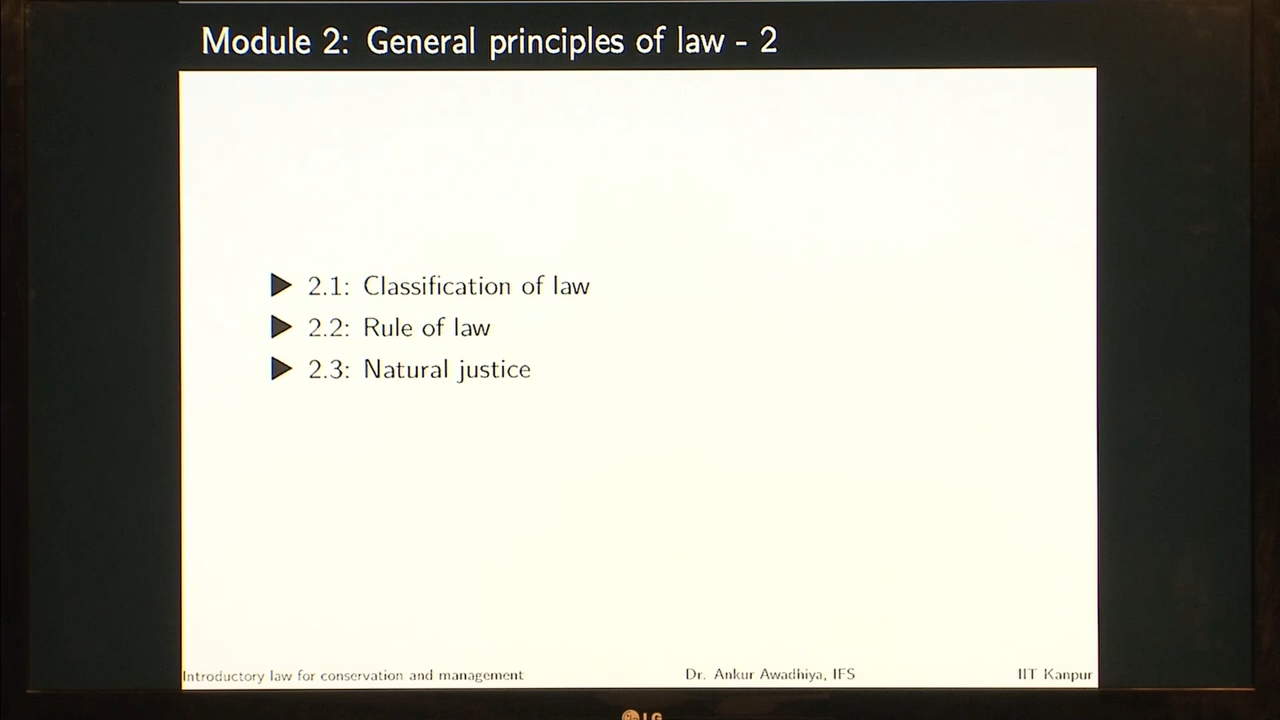 Module 2: General principles of law - 2
2.1: Classification of law
2.2: Rule of law
2.3: Natural justice
Introductory law for conservation and management Dr. Ankur Awadhiya, IFS IIT Kanpur
LG